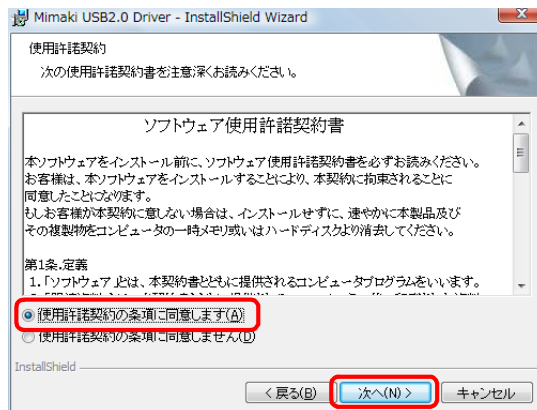 Mimaki USB2.0 Driver - InstallShield Wizard
使用許諾契約
次の使用許諾契約書を注意深くお読みください。
ソフトウェア使用許諾契約書
本ソフトウェアをインストール前に、ソフトウェア使用許諾契約書を必ずお読みください。
お客様は、本ソフトウェアをインストールすることにより、本契約に拘束されることに
同意したことになります。
もしお客様が本契約に意しない場合は、インストールせずに、速やかに本製品及び
その複製物をコンピュータの一時メモリ或いはハードディスクより消去してください。
第1条.定義
1.「ソフトウェア」とは、本契約書とともに提供されるコンピュータプログラムをいいます。
使用許諾契約の条項に同意します(A)
使用許諾契約の条項に同意しません(D)
InstallShield
< 戻る(B)
次へ(N) >
キャンセル